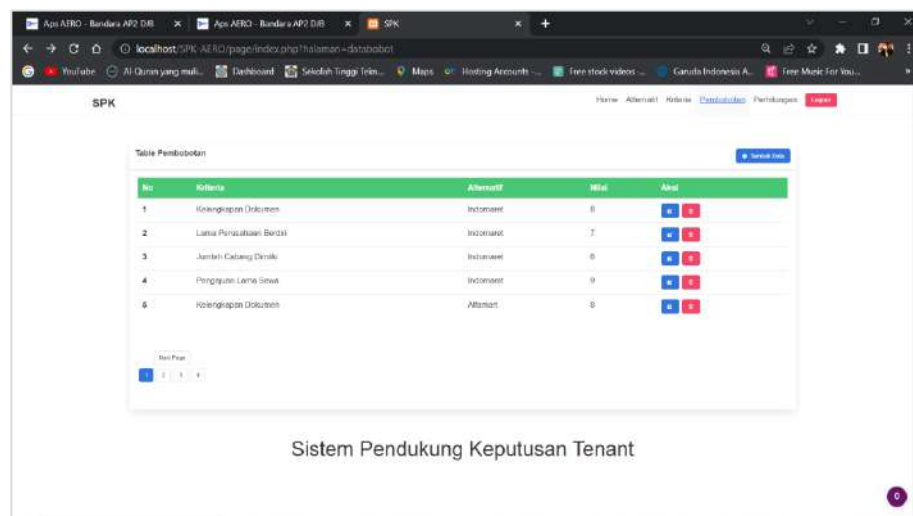 Aps AERO - Bandara AP2 DJB
Aps AERO - Bandara AP2 DJB
SPK
localhost/SPK-AERO/page/index.php?halaman=databobot
YouTube
Al-Quran yang muli...
Dashboard
Sekolah Tinggi Tekn...
Maps
Hosting Accounts -...
Free stock videos -...
Garuda Indonesia A...
Free Music For You...
SPK
Home Alternatif Kriteria Pembobotan Perhitungan Logout
Table Pembobotan
Tambah Data
No Kriteria Alternatif Nilai Aksi
1 Kelengkapan Dokumen Indomaret 8
2 Lama Perusahaan Berdiri Indomaret 7
3 Jumlah Cabang Dimiliki Indomaret
4 Pengajuan Lama Sewa Indomaret 9
5 Kelengkapan Dokumen Alfamart 8
Next Page
1 2 3 4
Sistem Pendukung Keputusan Tenant
0